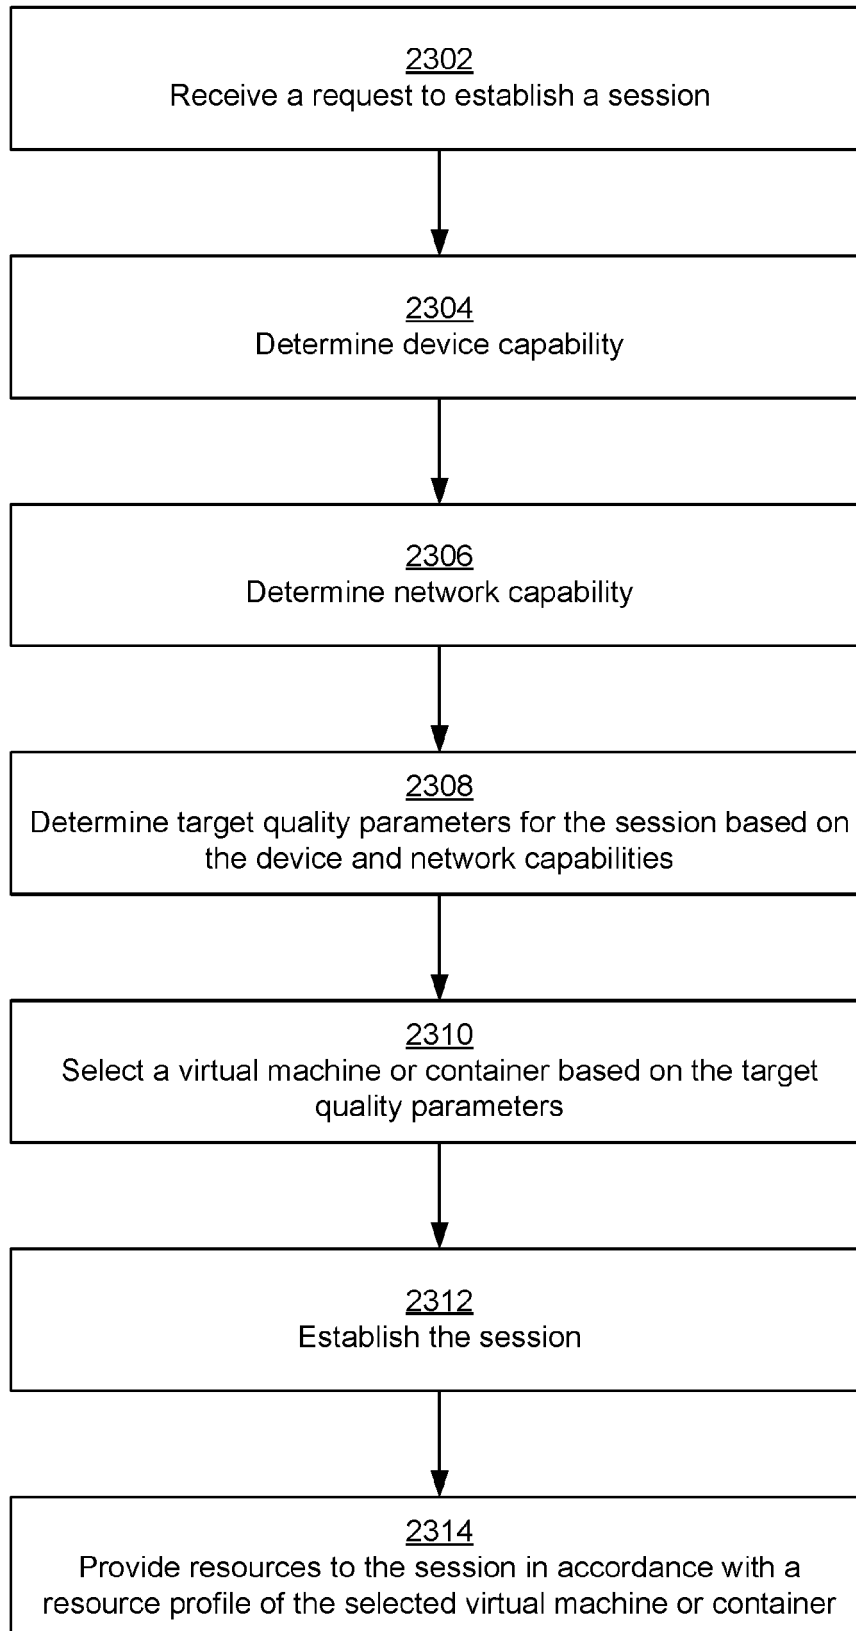 2302
Receive a request to establish a session
2304
Determine device capability
2306
Determine network capability
2308
Determine target quality parameters for the session based on
the device and network capabilities
2310
Select a virtual machine or container based on the target
quality parameters
2312
Establish the session
2314
Provide resources to the session in accordance with a
resource profile of the selected virtual machine or container